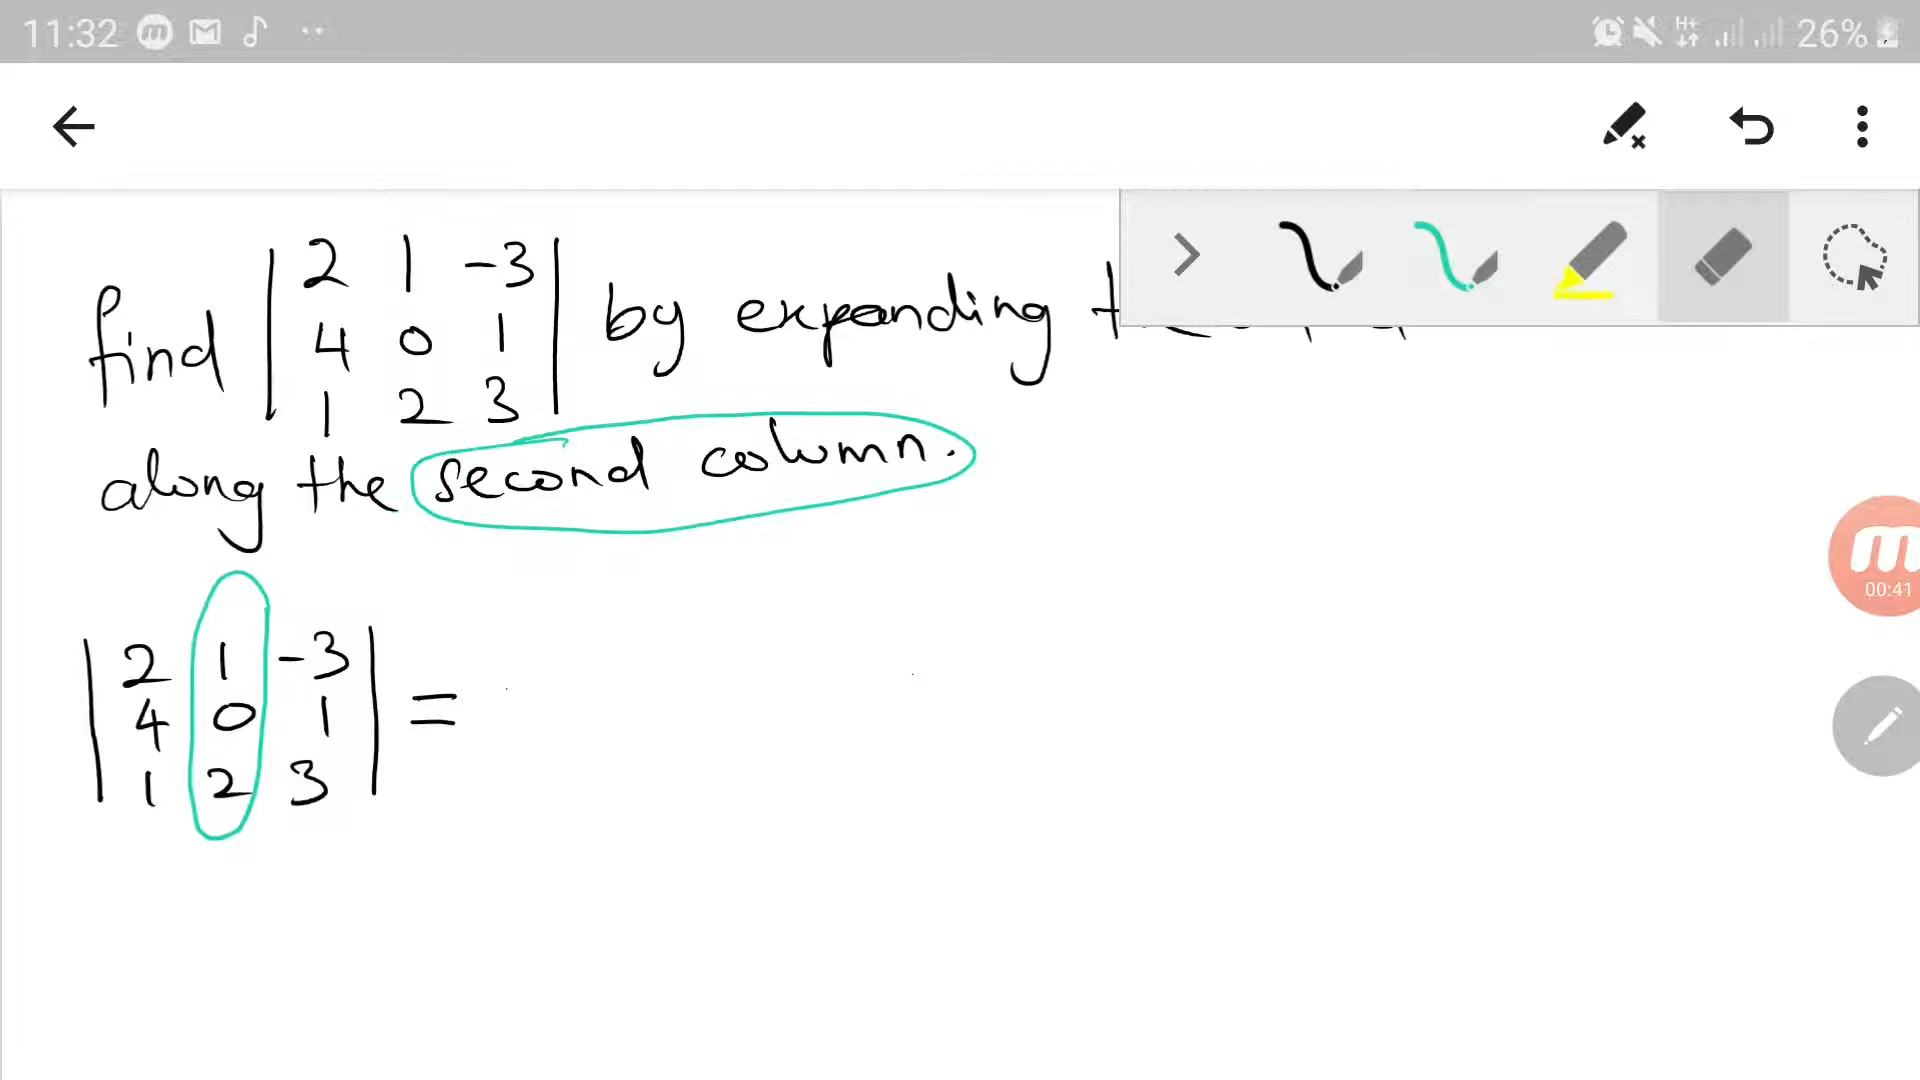 11:32
26%
find | 2 1 -3 | by expanding
| 4 0 1 |
| 1 2 3 |
along the second column.
00:41
| 2 1 -3 |
| 4 0 1 | =
| 1 2 3 |